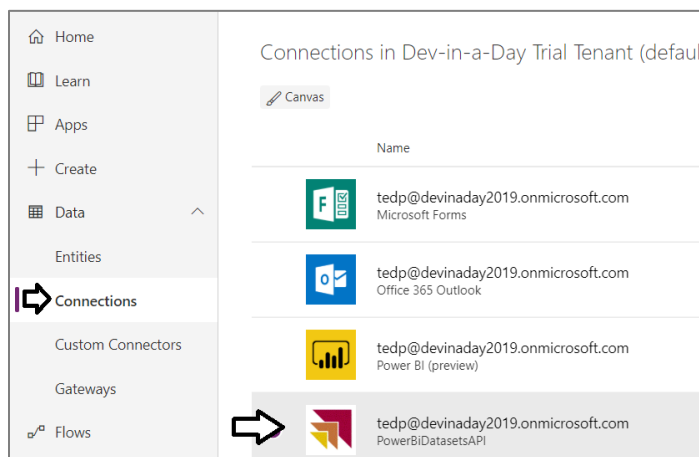 Home
Learn
Apps
Create
Data
Entities
Connections
Custom Connectors
Gateways
Flows
Connections in Dev-in-a-Day Trial Tenant (defaul
Canvas
Name
F
tedp@devinaday2019.onmicrosoft.com
Microsoft Forms
o
tedp@devinaday2019.onmicrosoft.com
Office 365 Outlook
tedp@devinaday2019.onmicrosoft.com
Power BI (preview)
tedp@devinaday2019.onmicrosoft.com
PowerBiDatasetsAPI